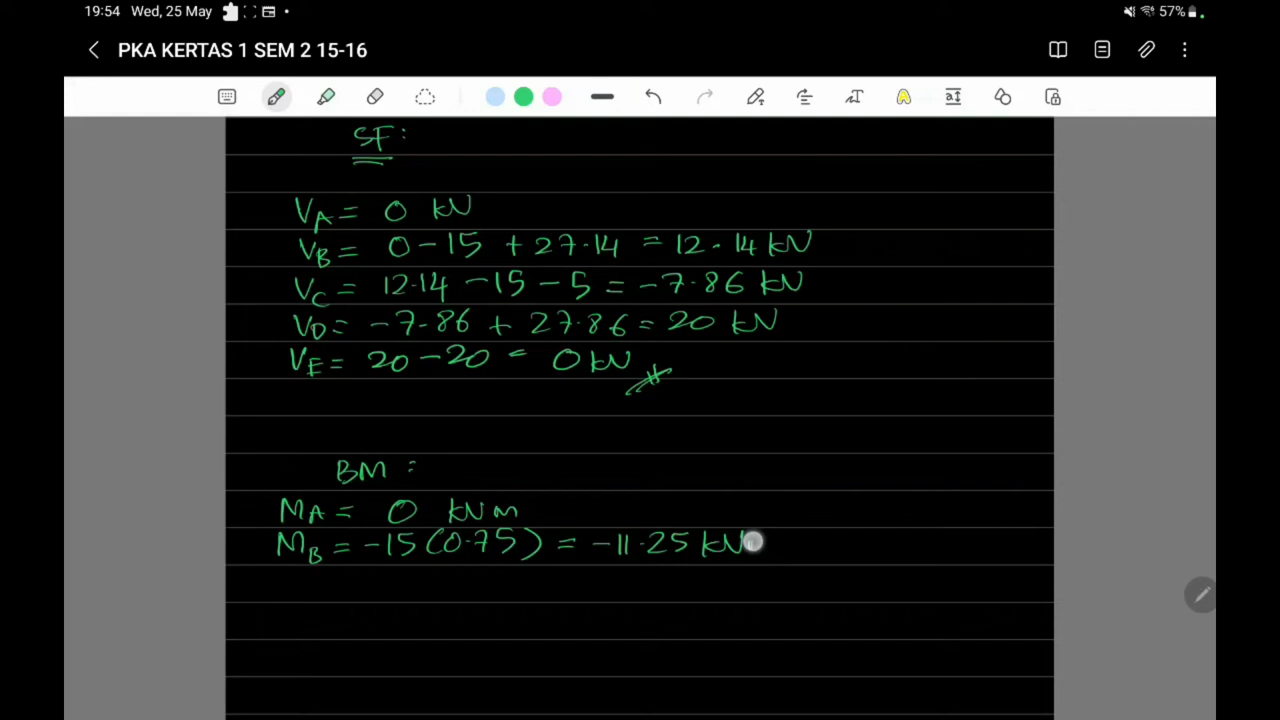 19:54 Wed, 25 May 57%
PKA KERTAS 1 SEM 2 15-16
SF:
VA = 0 kN
VB = 0 - 15 + 27.14 = 12.14 kN
VC = 12.14 - 15 - 5 = -7.86 kN
VD = -7.86 + 27.86 = 20 kN
VE = 20 - 20 = 0 kN
BM :
MA = 0 kNm
MB = -15 (0.75) = -11.25 kN